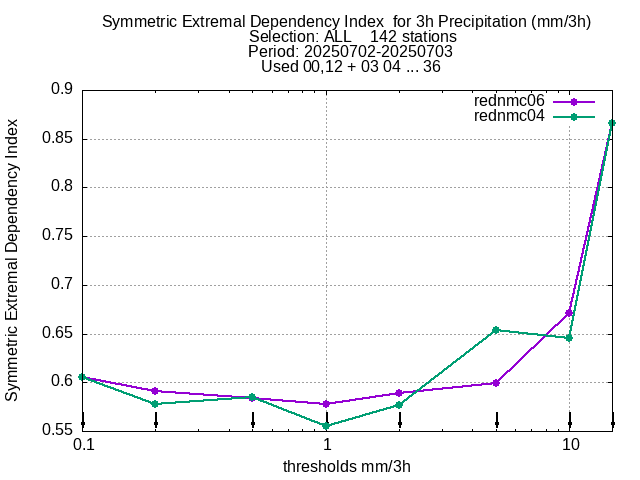 Symmetric Extremal Dependency Index  for 3h Precipitation (mm/3h)
Selection: ALL    142 stations
Period: 20250702-20250703
Used 00,12 + 03 04 ... 36
rednmc06
rednmc04
Symmetric Extremal Dependency Index
0.9
0.85
0.8
0.75
0.7
0.65
0.6
0.55
0.1 1 10
thresholds mm/3h